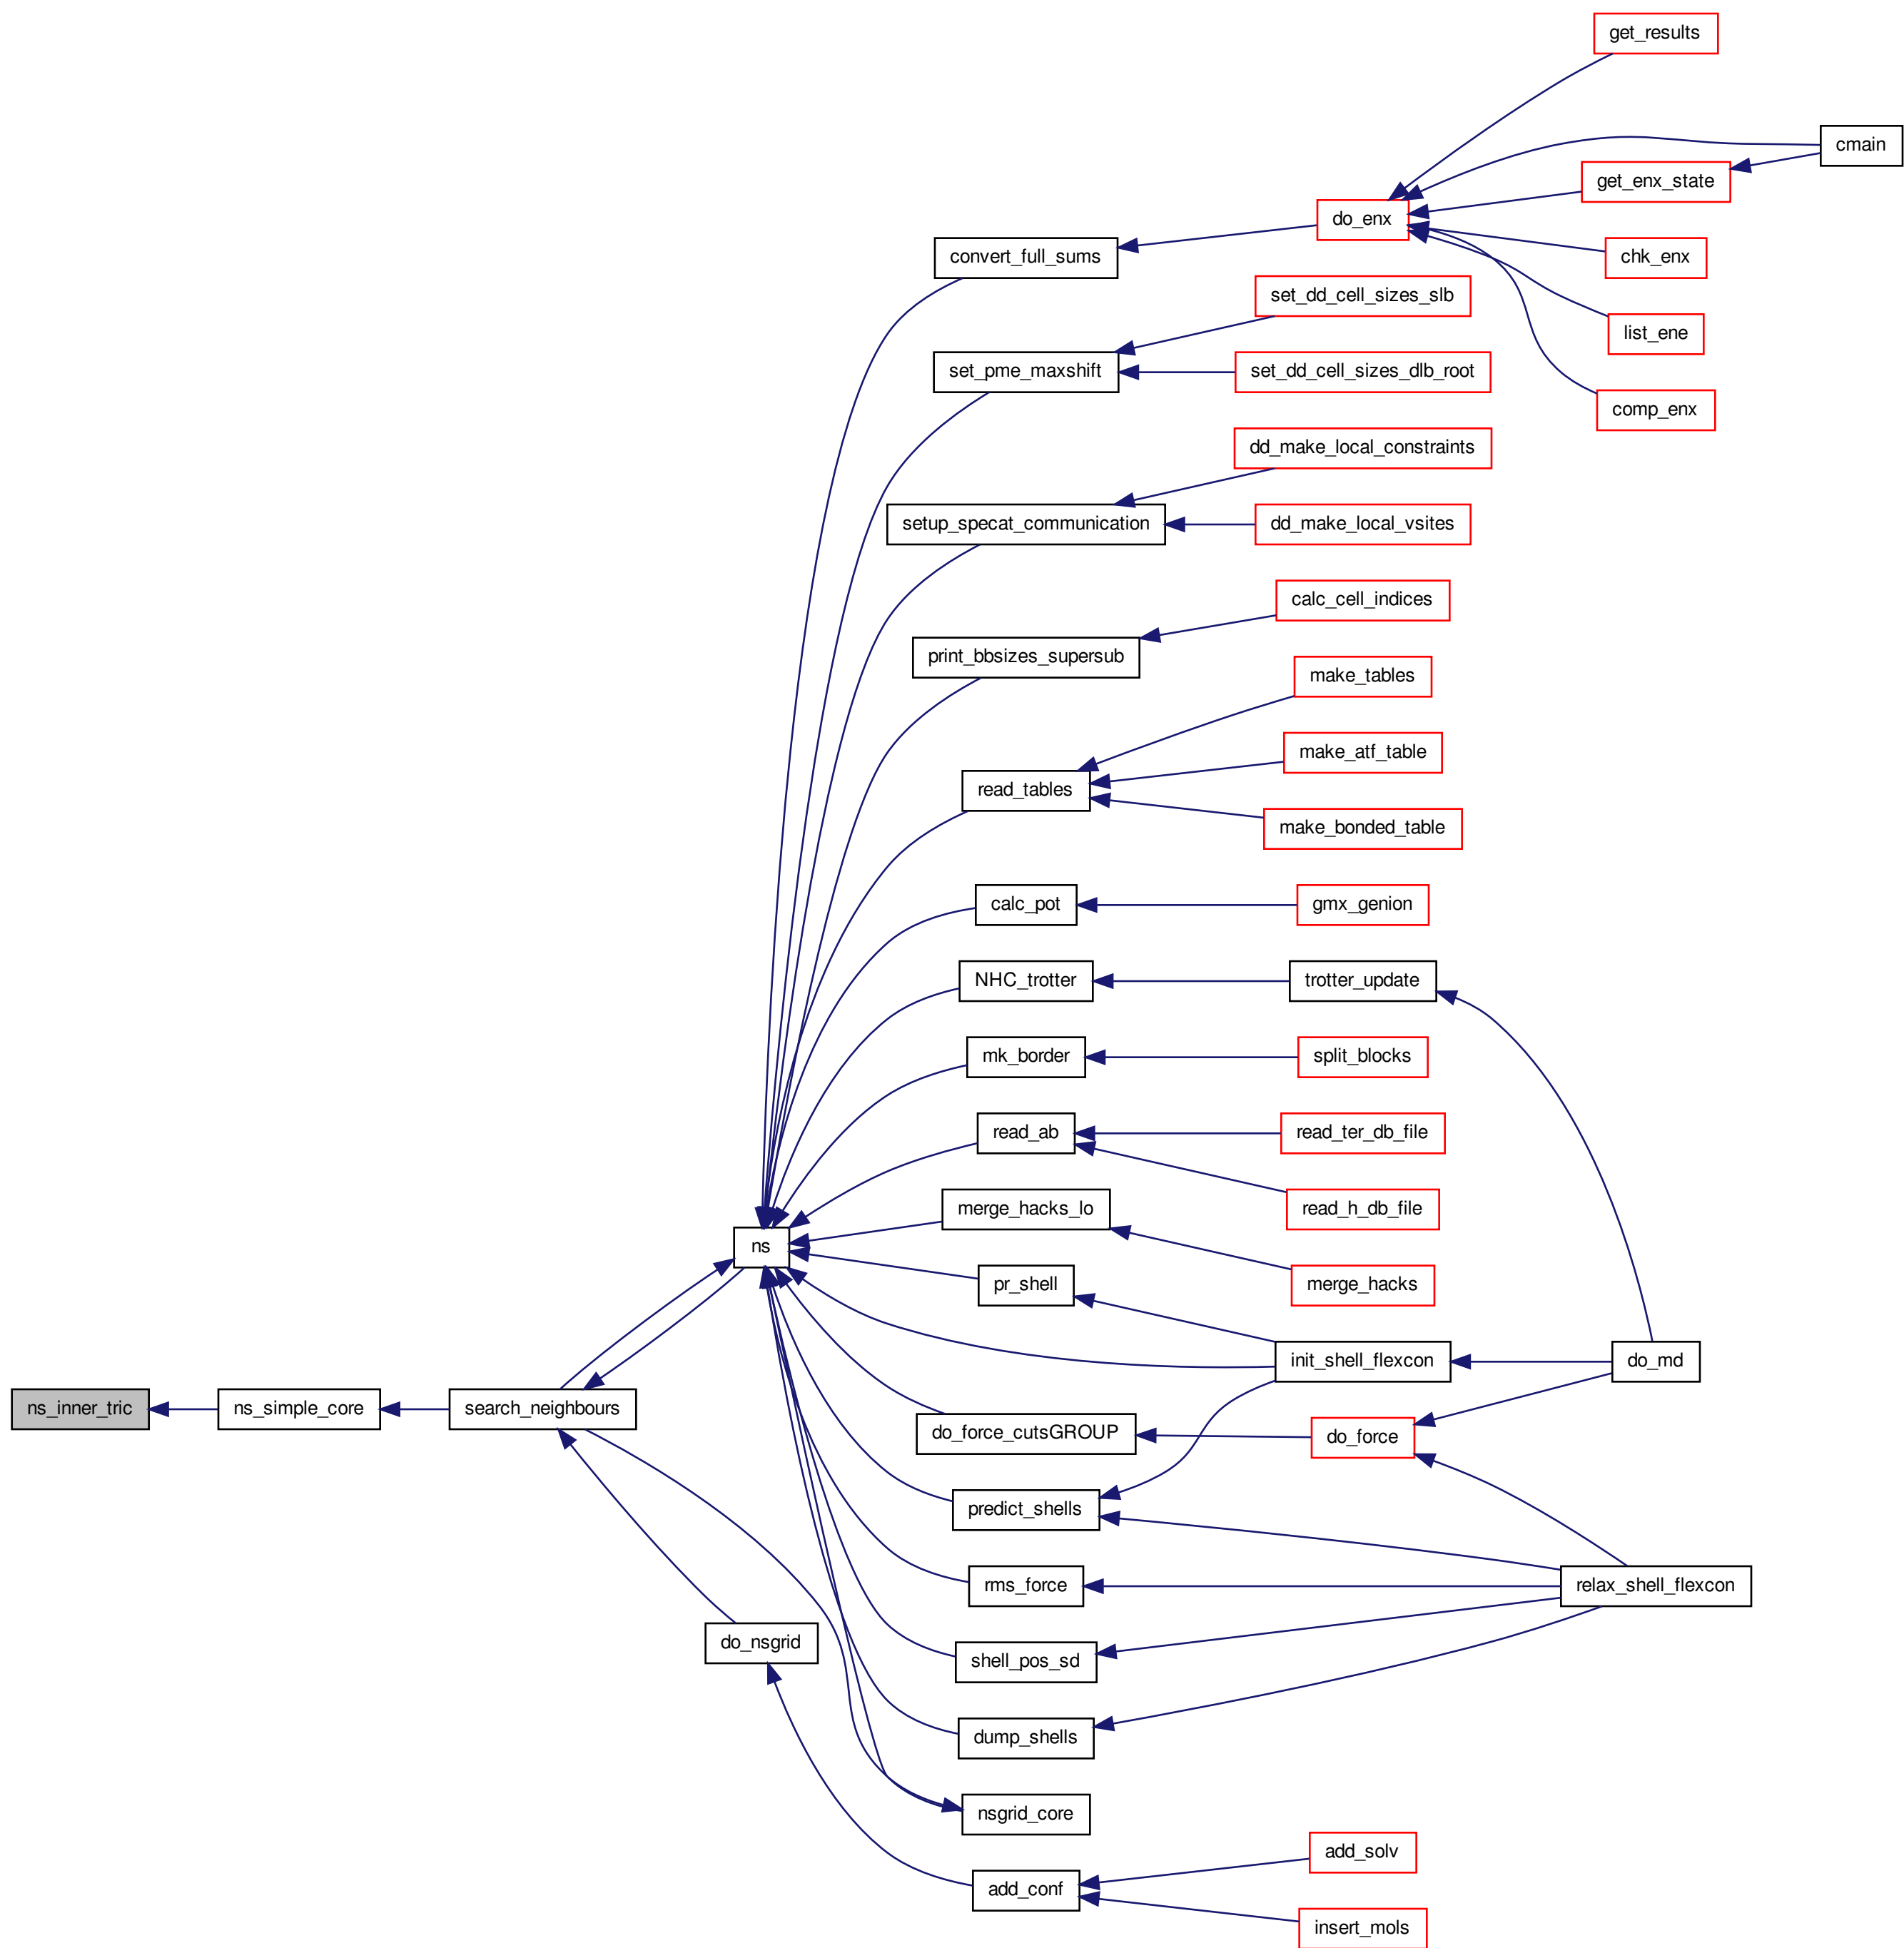 get_results
cmain
get_enx_state
do_enx
convert_full_sums
chk_enx
set_dd_cell_sizes_slb
list_ene
set_pme_maxshift
set_dd_cell_sizes_dlb_root
comp_enx
dd_make_local_constraints
setup_specat_communication
dd_make_local_vsites
calc_cell_indices
print_bbsizes_supersub
make_tables
make_atf_table
read_tables
make_bonded_table
calc_pot
gmx_genion
NHC_trotter
trotter_update
mk_border
split_blocks
read_ab
read_ter_db_file
merge_hacks_lo
read_h_db_file
ns
pr_shell
merge_hacks
init_shell_flexcon
do_md
ns_inner_tric
ns_simple_core
search_neighbours
do_force_cutsGROUP
do_force
predict_shells
rms_force
relax_shell_flexcon
do_nsgrid
shell_pos_sd
dump_shells
nsgrid_core
add_solv
add_conf
insert_mols